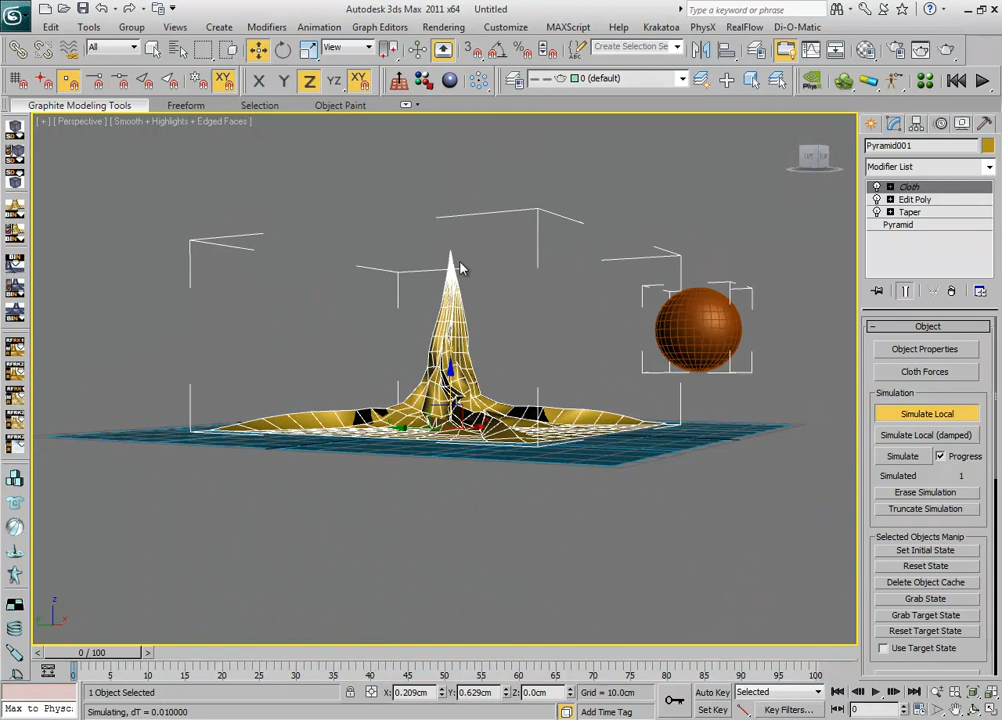 Autodesk 3ds Max 2011 x64 Untitled
Type a keyword or phrase
Edit Tools Group Views Create Modifiers Animation Graph Editors Rendering Customize MAXScript Help Krakatoa PhysX RealFlow Di-O-Matic
All View 3 Create Selection Se
X Y Z YZ XY 0 (default)
Graphite Modeling Tools Freeform Selection Object Paint
[ + ] [ Perspective ] [ Smooth + Highlights + Edged Faces ]
Pyramid001
Modifier List
Cloth
Edit Poly
Taper
Pyramid
Object
Object Properties
Cloth Forces
Simulation
Simulate Local
Simulate Local (damped)
Simulate Progress
Simulated 1
Erase Simulation
Truncate Simulation
Selected Objects Manip
Set Initial State
Reset State
Delete Object Cache
Grab State
Grab Target State
Reset Target State
Use Target State
z
x
0 / 100
0 5 10 15 20 25 30 35 40 45 50 55 60 65 70 75 80 85 90 95 100
1 Object Selected X: 0.209cm Y: 0.629cm Z: 0.0cm Grid = 10.0cm Auto Key Selected
Max to Physc Simulating, dT = 0.010000 Add Time Tag Set Key Key Filters... 0